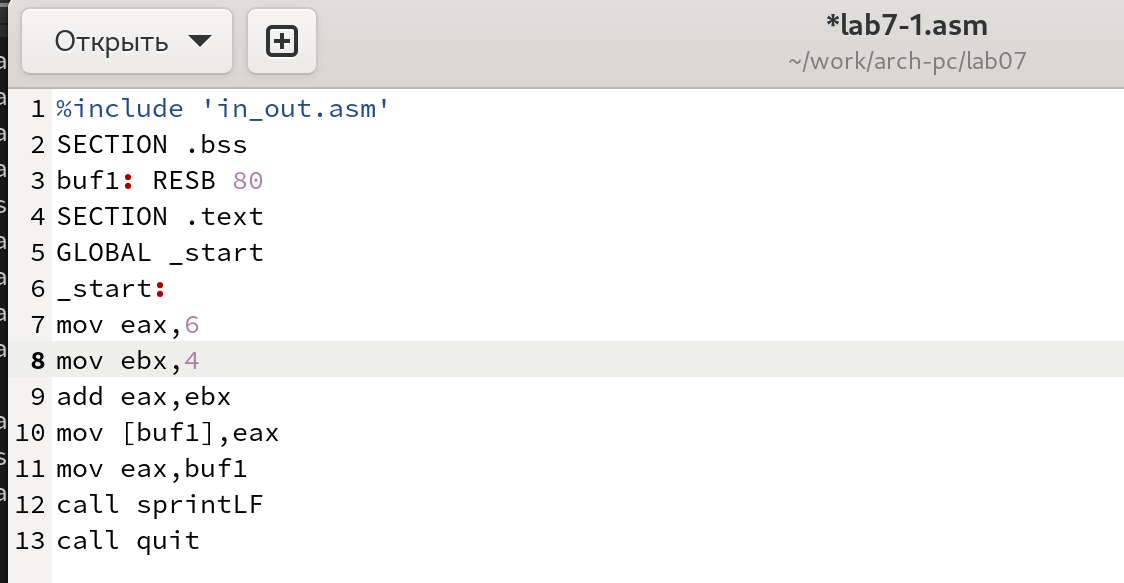 Открыть
*lab7-1.asm
~/work/arch-pc/lab07
1 %include 'in_out.asm'
2 SECTION .bss
3 buf1: RESB 80
4 SECTION .text
5 GLOBAL _start
6 _start:
7 mov eax,6
8 mov ebx,4
9 add eax,ebx
10 mov [buf1],eax
11 mov eax,buf1
12 call sprintLF
13 call quit